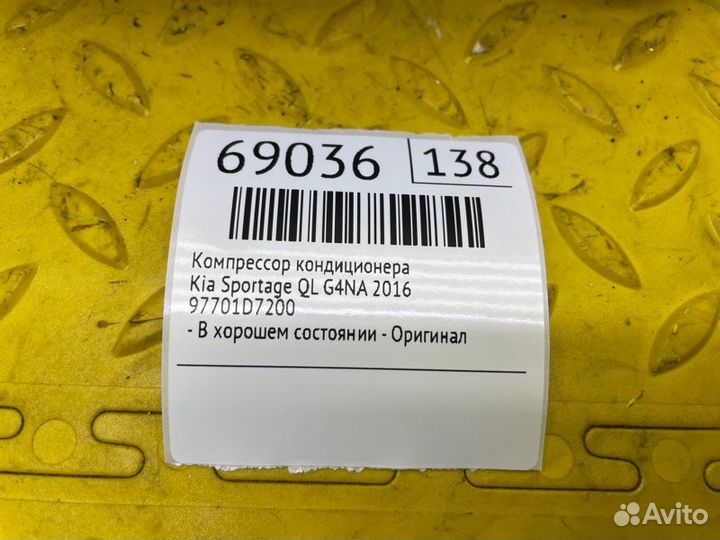 69036 138
Компрессор кондиционера
Kia Sportage QL G4NA 2016
97701D7200
- В хорошем состоянии - Оригинал
Avito